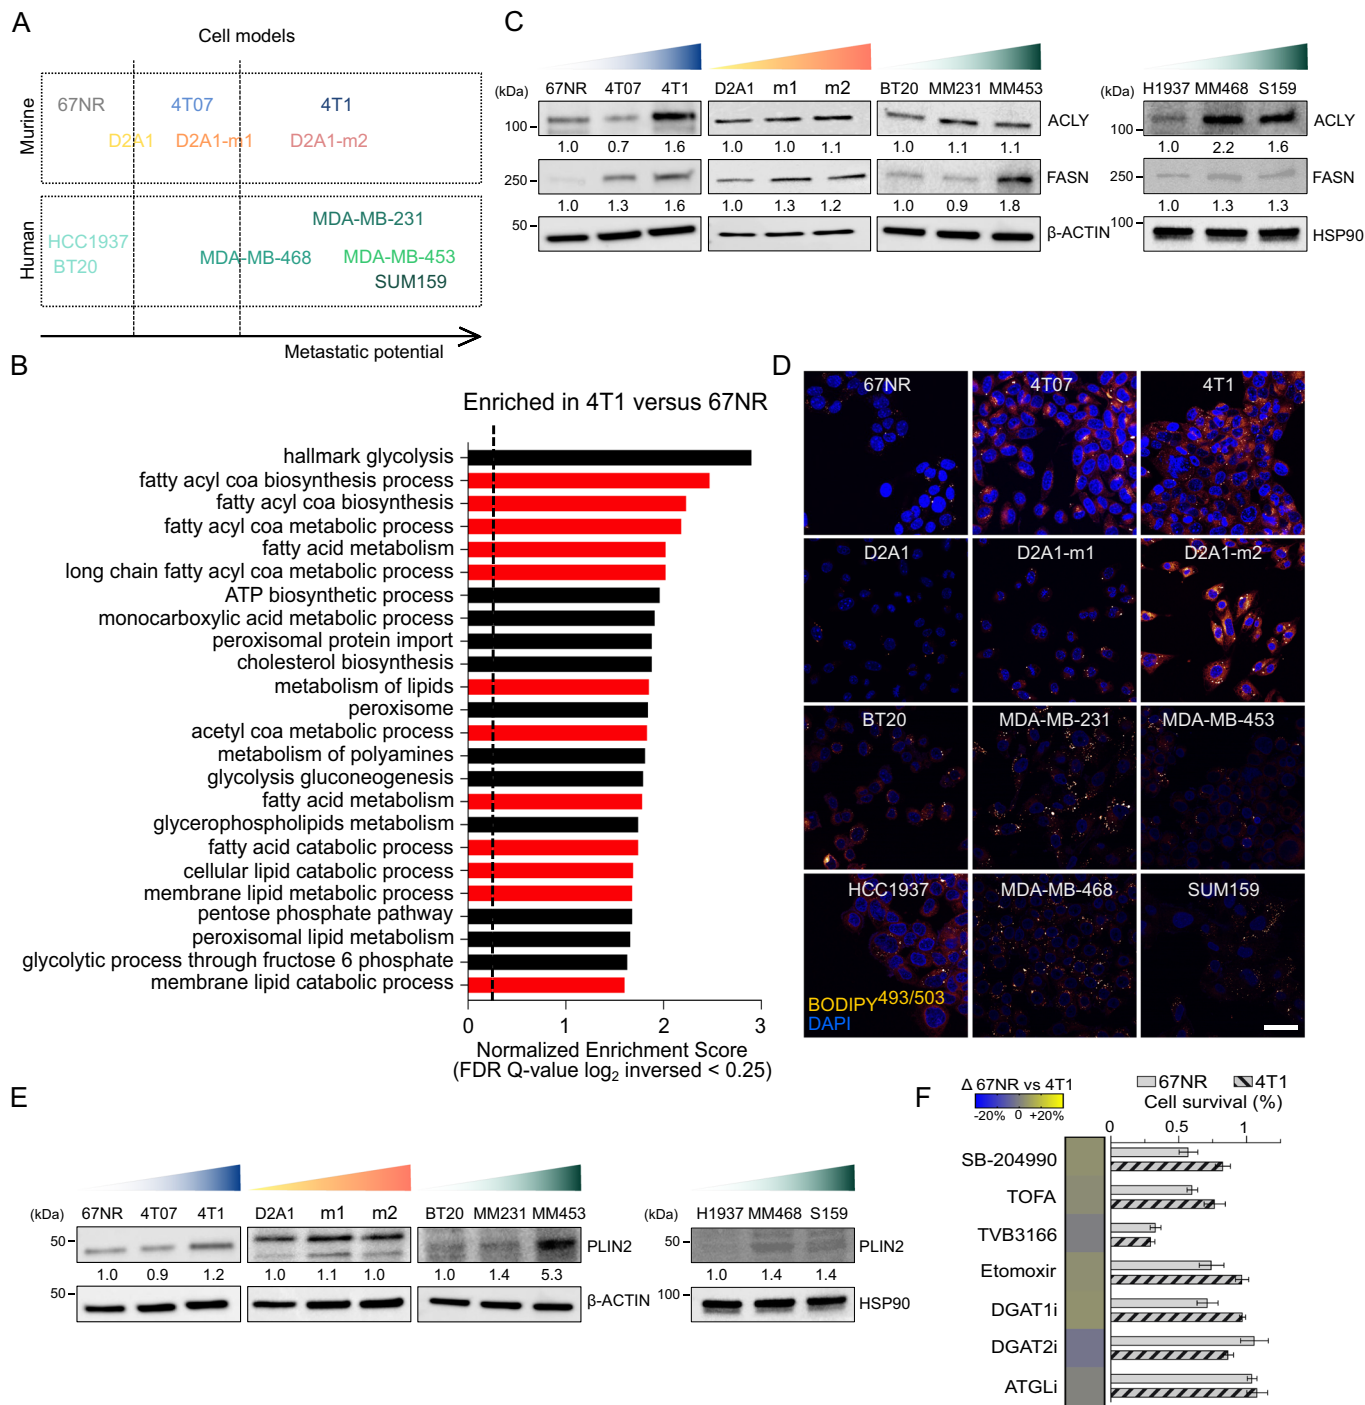 A
Cell models
Murine
67NR
4T07
4T1
D2A1
D2A1-m1
D2A1-m2
Human
MDA-MB-231
HCC1937
BT20
MDA-MB-468
MDA-MB-453
SUM159
Metastatic potential
B
Enriched in 4T1 versus 67NR
hallmark glycolysis
fatty acyl coa biosynthesis process
fatty acyl coa biosynthesis
fatty acyl coa metabolic process
fatty acid metabolism
long chain fatty acyl coa metabolic process
ATP biosynthetic process
monocarboxylic acid metabolic process
peroxisomal protein import
cholesterol biosynthesis
metabolism of lipids
peroxisome
acetyl coa metabolic process
metabolism of polyamines
glycolysis gluconeogenesis
fatty acid metabolism
glycerophospholipids metabolism
fatty acid catabolic process
cellular lipid catabolic process
membrane lipid metabolic process
pentose phosphate pathway
peroxisomal lipid metabolism
glycolytic process through fructose 6 phosphate
membrane lipid catabolic process
0 1 2 3
Normalized Enrichment Score
(FDR Q-value log2 inversed < 0.25)
C
(kDa) 67NR 4T07 4T1 D2A1 m1 m2 BT20 MM231 MM453
100 ACLY
1.0 0.7 1.6 1.0 1.0 1.1 1.0 1.1 1.1
250 FASN
1.0 1.3 1.6 1.0 1.3 1.2 1.0 0.9 1.8
50 β-ACTIN
(kDa) H1937 MM468 S159
100 ACLY
1.0 2.2 1.6
250 FASN
1.0 1.3 1.3
100 HSP90
D
67NR 4T07 4T1
D2A1 D2A1-m1 D2A1-m2
BT20 MDA-MB-231 MDA-MB-453
HCC1937 MDA-MB-468 SUM159
BODIPY493/503
DAPI
E
(kDa) 67NR 4T07 4T1 D2A1 m1 m2 BT20 MM231 MM453
50 PLIN2
1.0 0.9 1.2 1.0 1.1 1.0 1.0 1.4 5.3
50 β-ACTIN
(kDa) H1937 MM468 S159
50 PLIN2
1.0 1.4 1.4
100 HSP90
F
Δ 67NR vs 4T1
-20% 0 +20%
67NR 4T1
Cell survival (%)
0 0.5 1
SB-204990
TOFA
TVB3166
Etomoxir
DGAT1i
DGAT2i
ATGLi